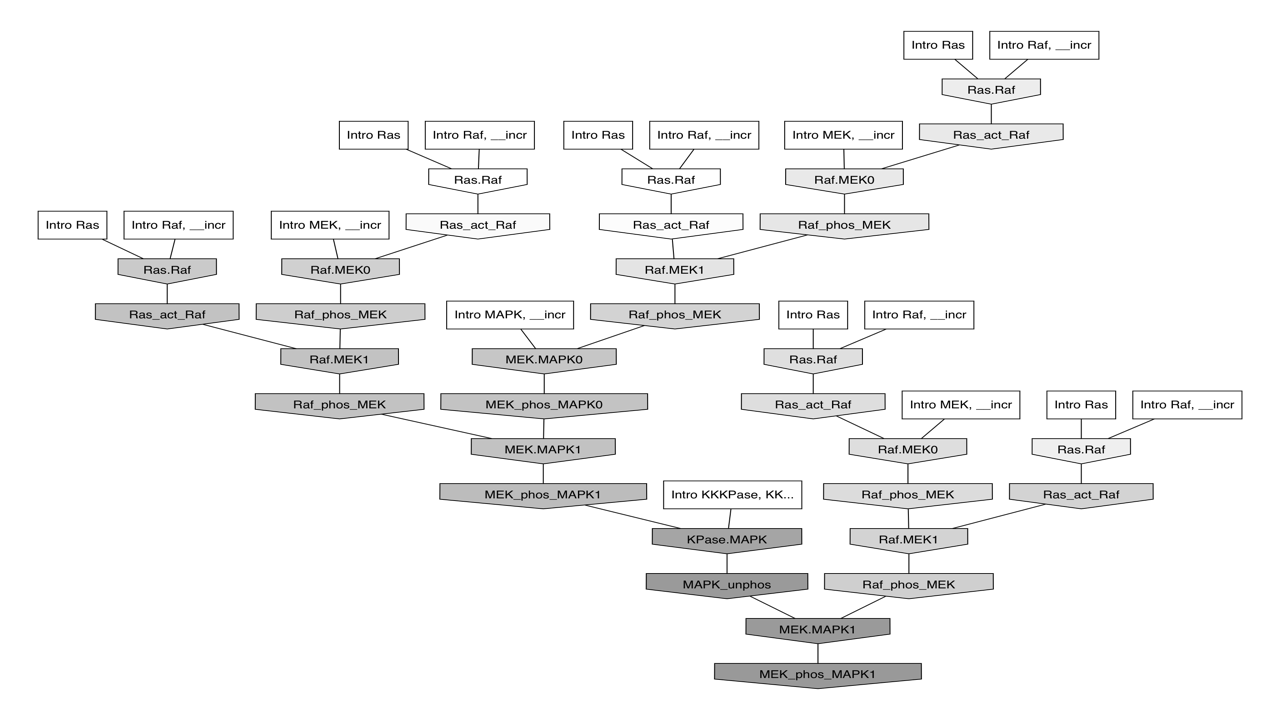 Intro Ras
Intro Raf, __incr
Ras.Raf
Intro Ras
Intro Raf, __incr
Intro Ras
Intro Raf, __incr
Intro MEK, __incr
Ras_act_Raf
Ras.Raf
Ras.Raf
Raf.MEK0
Intro Ras
Intro Raf, __incr
Intro MEK, __incr
Ras_act_Raf
Ras_act_Raf
Raf_phos_MEK
Ras.Raf
Raf.MEK0
Raf.MEK1
Ras_act_Raf
Raf_phos_MEK
Intro MAPK, __incr
Raf_phos_MEK
Intro Ras
Intro Raf, __incr
Raf.MEK1
MEK.MAPK0
Ras.Raf
Raf_phos_MEK
MEK_phos_MAPK0
Ras_act_Raf
Intro MEK, __incr
Intro Ras
Intro Raf, __incr
MEK.MAPK1
Raf.MEK0
Ras.Raf
MEK_phos_MAPK1
Intro KKKPase, KK...
Raf_phos_MEK
Ras_act_Raf
KPase.MAPK
Raf.MEK1
MAPK_unphos
Raf_phos_MEK
MEK.MAPK1
MEK_phos_MAPK1